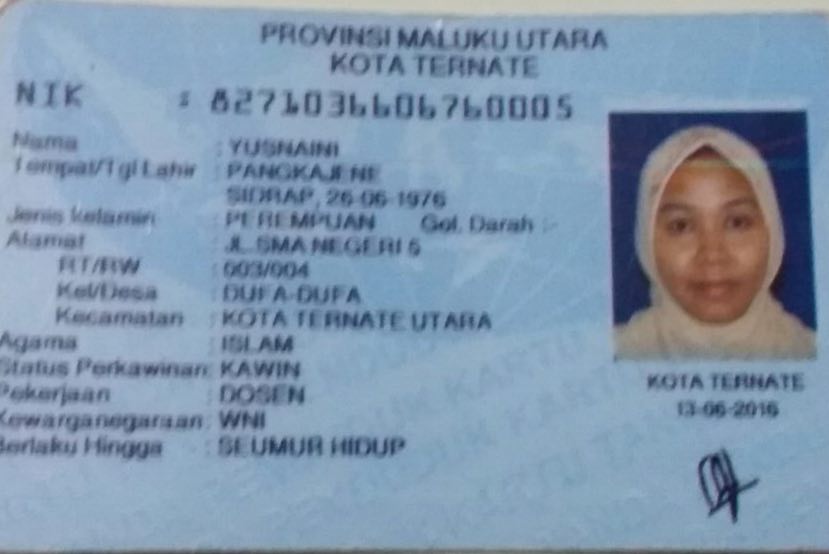 PROVINSI MALUKU UTARA
KOTA TERNATE
NIK : 8271036606760005
Nama : YUSNAINI
Tempat/Tgl Lahir : PANGKAJENE
SIDRAP, 26-06-1976
Jenis kelamin : PEREMPUAN Gol. Darah :-
Alamat : JL.SMA NEGERI 5
RT/RW : 003/004
Kel/Desa : DUFA-DUFA
Kecamatan : KOTA TERNATE UTARA
Agama : ISLAM
Status Perkawinan: KAWIN
Pekerjaan : DOSEN
Kewarganegaraan: WNI
Berlaku Hingga : SEUMUR HIDUP
KOTA TERNATE
13-06-2016